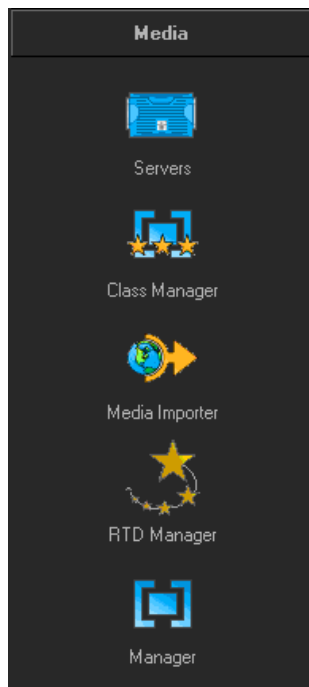 Media
Servers
Class Manager
Media Importer
RTD Manager
Manager